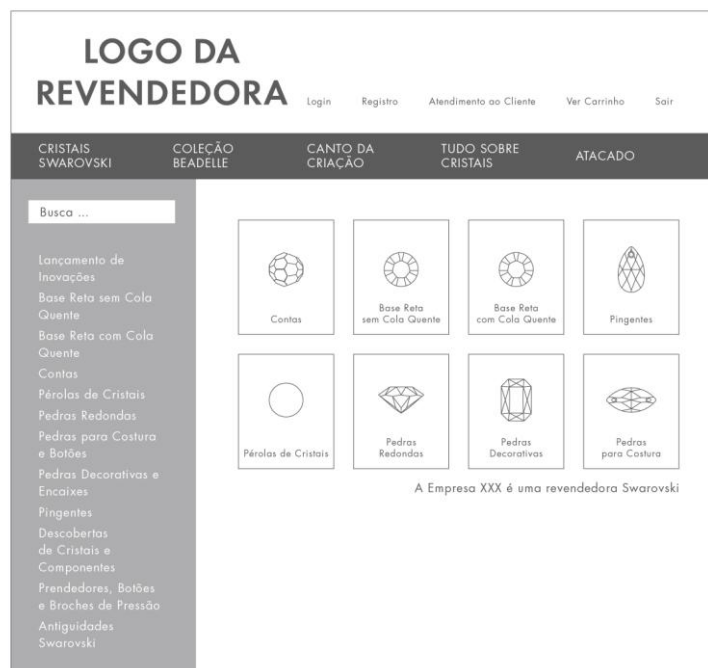 LOGO DA
REVENDEDORA
Login Registro Atendimento ao Cliente Ver Carrinho Sair
CRISTAIS
SWAROVSKI
COLEÇÃO
BEADELLE
CANTO DA
CRIAÇÃO
TUDO SOBRE
CRISTAIS
ATACADO
Busca ...
Lançamento de
Inovações
Base Reta sem Cola
Quente
Base Reta com Cola
Quente
Contas
Pérolas de Cristais
Pedras Redondas
Pedras para Costura
e Botões
Pedras Decorativas e
Encaixes
Pingentes
Descobertas
de Cristais e
Componentes
Prendedores, Botões
e Broches de Pressão
Antiguidades
Swarovski
Contas
Base Reta
sem Cola Quente
Base Reta
com Cola Quente
Pingentes
Pérolas de Cristais
Pedras
Redondas
Pedras
Decorativas
Pedras
para Costura
A Empresa XXX é uma revendedora Swarovski